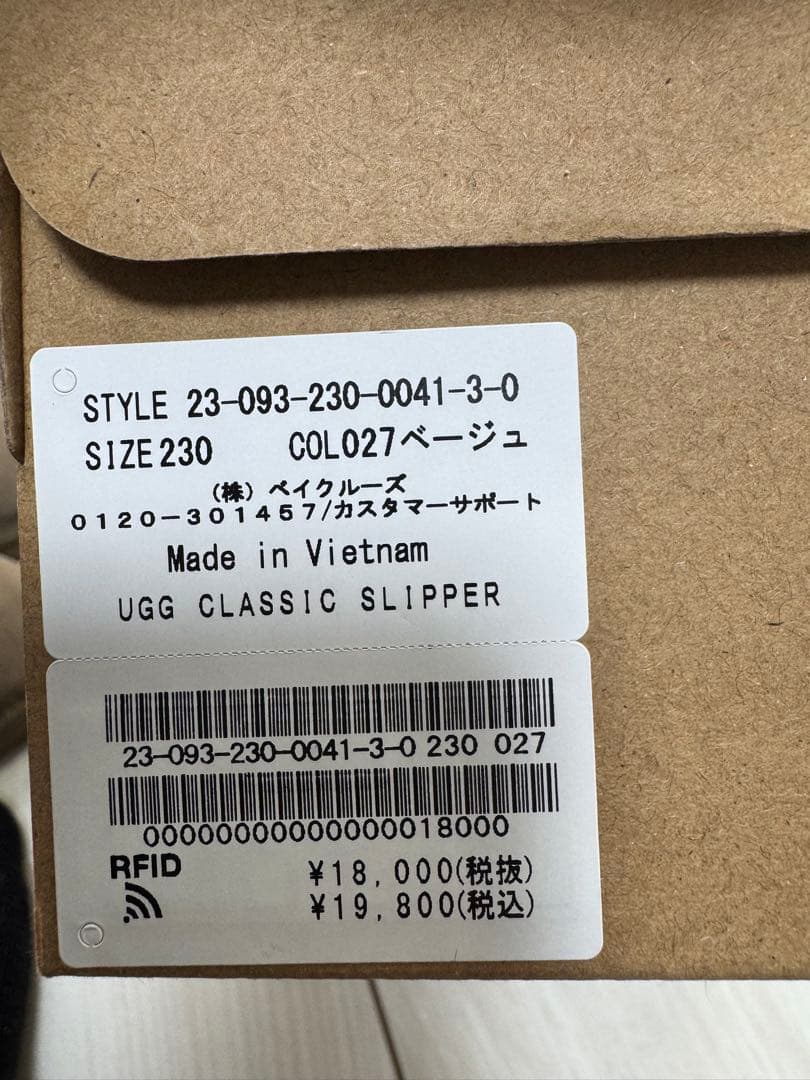 STYLE 23-093-230-0041-3-0
SIZE230 COL027ベージュ
(株) ベイクルーズ
0120-301457/カスタマーサポート
Made in Vietnam
UGG CLASSIC SLIPPER
23-093-230-0041-3-0 230 027
00000000000000018000
RFID
¥18,000(税抜)
¥19,800(税込)